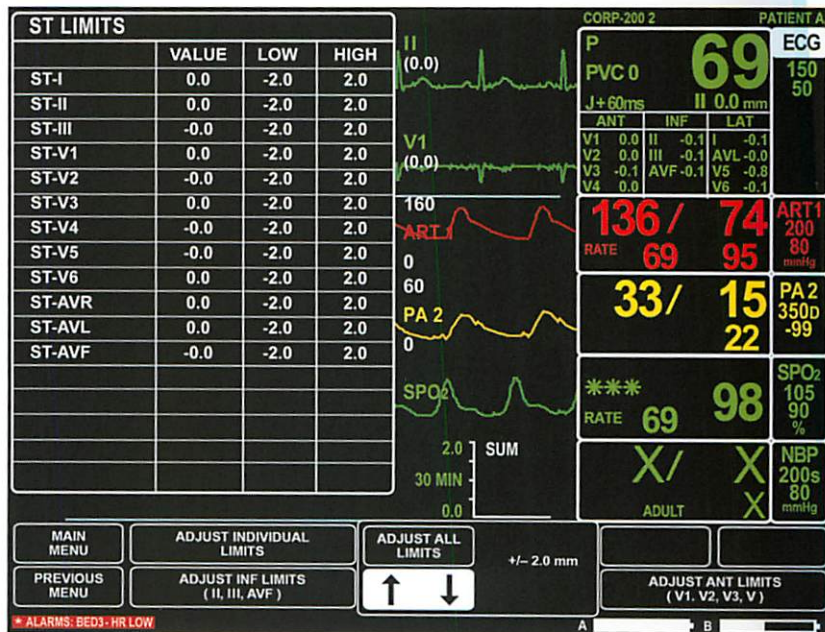 ST LIMITS
VALUE LOW HIGH
ST-I 0.0 -2.0 2.0
ST-II 0.0 -2.0 2.0
ST-III -0.0 -2.0 2.0
ST-V1 0.0 -2.0 2.0
ST-V2 -0.0 -2.0 2.0
ST-V3 0.0 -2.0 2.0
ST-V4 -0.0 -2.0 2.0
ST-V5 -0.0 -2.0 2.0
ST-V6 0.0 -2.0 2.0
ST-AVR 0.0 -2.0 2.0
ST-AVL 0.0 -2.0 2.0
ST-AVF -0.0 -2.0 2.0
II
(0.0)
V1
(0.0)
160
ART 1
0
60
PA 2
0
SPO2
2.0 SUM
30 MIN
0.0
CORP-200 2 PATIENT A
P 69
PVC 0
J+60ms II 0.0 mm
ANT INF LAT
V1 0.0 II -0.1 I -0.1
V2 0.0 III -0.1 AVL -0.0
V3 -0.1 AVF -0.1 V5 -0.8
V4 0.0 V6 -0.1
ECG
150
50
136/ 74
RATE 69 95
ART1
200
80
mmHg
33/ 15
22
PA 2
350D
-99
*** 98
RATE 69
SPO2
105
90
%
X/ X
ADULT X
NBP
200s
80
mmHg
MAIN MENU
ADJUST INDIVIDUAL LIMITS
ADJUST ALL LIMITS
+/– 2.0 mm
PREVIOUS MENU
ADJUST INF LIMITS
( II, III, AVF )
↑ ↓
ADJUST ANT LIMITS
( V1. V2, V3, V )
* ALARMS: BED3 - HR LOW
A B